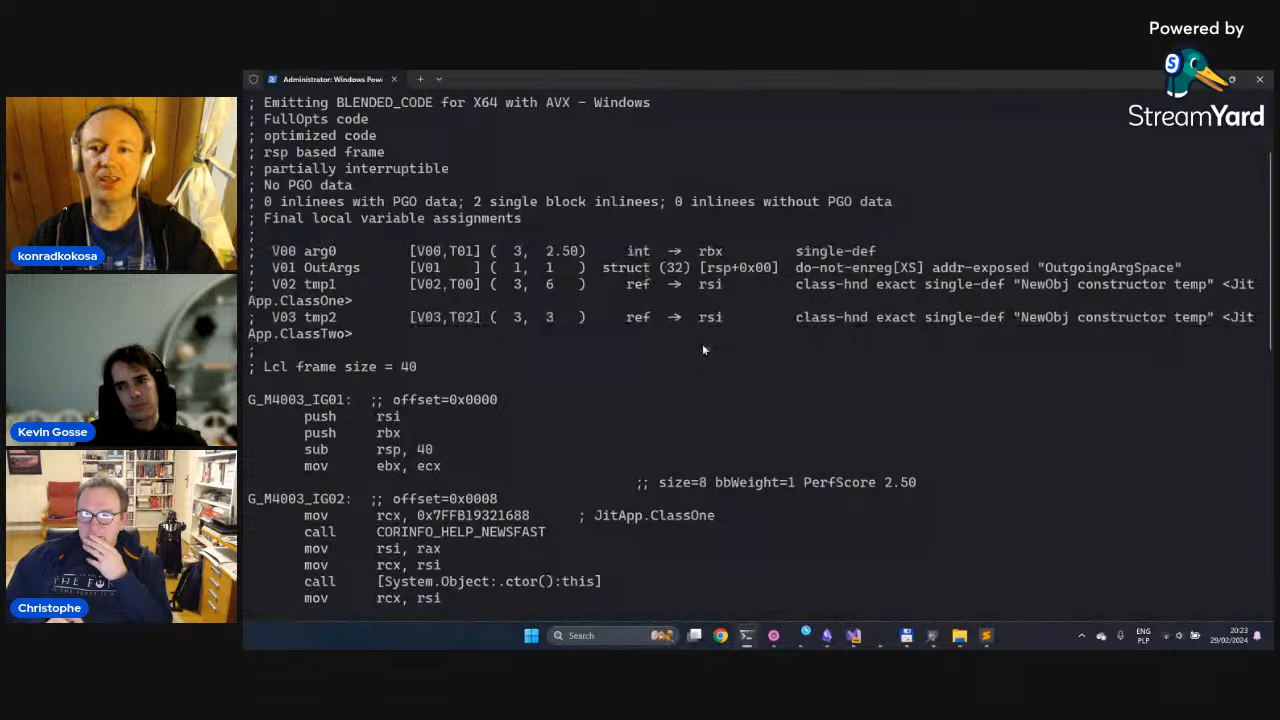 Powered by
StreamYard
Administrator: Windows Pow
; Emitting BLENDED_CODE for X64 with AVX - Windows
; FullOpts code
; optimized code
; rsp based frame
; partially interruptible
; No PGO data
; 0 inlinees with PGO data; 2 single block inlinees; 0 inlinees without PGO data
; Final local variable assignments
;
;  V00 arg0         [V00,T01] (  3,  2.50)     int  →  rbx         single-def
;  V01 OutArgs      [V01    ] (  1,  1   )  struct (32) [rsp+0x00]  do-not-enreg[XS] addr-exposed "OutgoingArgSpace"
;  V02 tmp1         [V02,T00] (  3,  6   )     ref  →  rsi         class-hnd exact single-def "NewObj constructor temp" <Jit
App.ClassOne>
;  V03 tmp2         [V03,T02] (  3,  3   )     ref  →  rsi         class-hnd exact single-def "NewObj constructor temp" <Jit
App.ClassTwo>
;
; Lcl frame size = 40
G_M4003_IG01:  ;; offset=0x0000
push     rsi
push     rbx
sub      rsp, 40
mov      ebx, ecx
;; size=8 bbWeight=1 PerfScore 2.50
G_M4003_IG02:  ;; offset=0x0008
mov      rcx, 0x7FFB19321688      ; JitApp.ClassOne
call     CORINFO_HELP_NEWSFAST
mov      rsi, rax
mov      rcx, rsi
call     [System.Object:.ctor():this]
mov      rcx, rsi
konradkokosa
Kevin Gosse
THE FO
Christophe
Search
ENG
PLP
20:23
29/02/2024